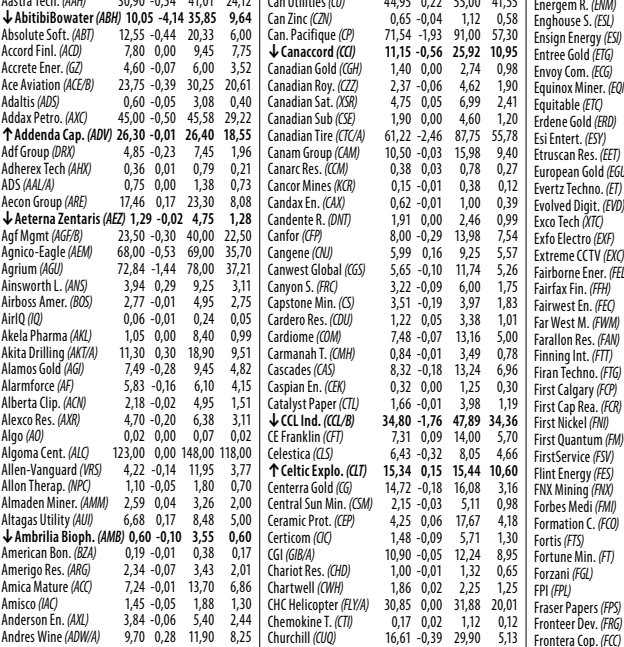 Aastra Tech. (AAH) 30,90 -0,54 41,01 24,12
↓AbitibiBowater (ABH) 10,05 -4,14 35,85 9,64
Absolute Soft. (ABT) 12,55 -0,44 20,33 6,00
Accord Finl. (ACD) 7,80 0,00 9,45 7,75
Accrete Ener. (GZ) 4,60 -0,07 6,00 3,52
Ace Aviation (ACE/B) 23,75 -0,39 30,25 20,61
Adaltis (ADS) 0,60 -0,05 3,08 0,40
Addax Petro. (AXC) 45,00 -0,50 45,58 29,22
↑Addenda Cap. (ADV) 26,30 -0,01 26,40 18,55
Adf Group (DRX) 4,85 -0,23 7,45 1,96
Adherex Tech (AHX) 0,36 0,01 0,79 0,21
ADS (AAL/A) 0,75 0,00 1,38 0,73
Aecon Group (ARE) 17,46 0,17 23,30 8,08
↓Aeterna Zentaris (AEZ) 1,29 -0,02 4,75 1,28
Agf Mgmt (AGF/B) 23,50 -0,30 40,00 22,50
Agnico-Eagle (AEM) 68,00 -0,53 69,00 35,70
Agrium (AGU) 72,84 -1,44 78,00 37,21
Ainsworth L. (ANS) 3,94 0,29 9,25 3,11
Airboss Amer. (BOS) 2,77 -0,01 4,95 2,75
AirIQ (IQ) 0,06 -0,01 0,24 0,05
Akela Pharma (AKL) 1,05 0,00 8,40 0,99
Akita Drilling (AKT/A) 11,30 0,30 18,90 9,51
Alamos Gold (AGI) 7,49 -0,28 9,45 4,82
Alarmforce (AF) 5,83 -0,16 6,10 4,15
Alberta Clip. (ACN) 2,18 -0,02 4,95 1,51
Alexco Res. (AXR) 4,70 -0,20 6,38 3,11
Algo (AO) 0,02 0,00 0,07 0,02
Algoma Cent. (ALC) 123,00 0,00 148,00 118,00
Allen-Vanguard (VRS) 4,22 -0,14 11,95 3,77
Allon Therap. (NPC) 1,10 -0,05 1,80 0,70
Almaden Miner. (AMM) 2,59 0,04 3,26 2,00
Altagas Utility (AUI) 6,68 0,17 8,48 5,00
↓Ambrilia Bioph. (AMB) 0,60 -0,10 3,55 0,60
American Bon. (BZA) 0,19 -0,01 0,38 0,17
Amerigo Res. (ARG) 2,34 -0,07 3,43 2,01
Amica Mature (ACC) 7,24 -0,01 13,70 6,86
Amisco (IAC) 1,45 -0,05 1,88 1,30
Anderson En. (AXL) 3,84 -0,06 5,40 2,44
Andres Wine (ADW/A) 9,70 0,28 11,90 8,25
Can Utilities (CU) 44,95 0,22 55,00 41,55
Can Zinc (CZN) 0,65 -0,04 1,12 0,58
Can. Pacifique (CP) 71,54 -1,93 91,00 57,30
↓Canaccord (CCI) 11,15 -0,56 25,92 10,95
Canadian Gold (CGH) 1,40 0,00 2,74 0,98
Canadian Roy. (CZZ) 2,37 -0,06 4,62 1,90
Canadian Sat. (XSR) 4,75 0,05 6,99 2,41
Canadian Sub (CSE) 1,90 0,00 4,60 1,20
Canadian Tire (CTC/A) 61,22 -2,46 87,75 55,78
Canam Group (CAM) 10,50 -0,03 15,98 9,40
Canarc Res. (CCM) 0,38 0,03 0,78 0,27
Cancor Mines (KCR) 0,15 -0,01 0,38 0,12
Candax En. (CAX) 0,62 -0,01 1,00 0,39
Candente R. (DNT) 1,91 0,00 2,46 0,99
Canfor (CFP) 8,00 -0,29 13,98 7,54
Cangene (CNJ) 5,99 0,16 9,25 5,57
Canwest Global (CGS) 5,65 -0,10 11,74 5,26
Canyon S. (FRC) 3,22 -0,09 6,00 1,75
Capstone Min. (CS) 3,51 -0,19 3,97 1,83
Cardero Res. (CDU) 1,22 0,05 3,38 1,01
Cardiome (COM) 7,48 -0,07 13,16 5,00
Carmanah T. (CMH) 0,84 -0,01 3,49 0,78
Cascades (CAS) 8,32 -0,18 13,24 6,96
Caspian En. (CEK) 0,32 0,00 1,25 0,30
Catalyst Paper (CTL) 1,66 -0,01 3,98 1,19
↓CCL Ind. (CCL/B) 34,80 -1,76 47,89 34,36
CE Franklin (CFT) 7,31 0,09 14,00 5,70
Celestica (CLS) 6,43 -0,32 8,05 4,66
↑Celtic Explo. (CLT) 15,34 0,15 15,44 10,60
Centerra Gold (CG) 14,72 -0,18 16,08 3,16
Central Sun Min. (CSM) 2,15 -0,03 5,11 0,98
Ceramic Prot. (CEP) 4,25 0,06 17,67 4,18
Certicom (CIC) 1,48 -0,09 5,71 1,30
CGI (GIB/A) 10,90 -0,05 12,24 8,95
Chariot Res. (CHD) 1,00 -0,01 1,32 0,65
Chartwell (CWH) 1,86 0,02 2,25 1,25
CHC Helicopter (FLY/A) 30,85 0,00 31,88 20,01
Chemokine T. (CTI) 0,17 0,02 1,12 0,12
Churchill (CUQ) 16,61 -0,39 29,90 5,13
Energem R. (ENM)
Enghouse S. (ESL)
Ensign Energy (ESI)
Entree Gold (ETG)
Envoy Com. (ECG)
Equinox Miner. (EQN
Equitable (ETC)
Erdene Gold (ERD)
Esi Entert. (ESY)
Etruscan Res. (EET)
European Gold (EGU
Evertz Techno. (ET)
Evolved Digit. (EVD)
Exco Tech (XTC)
Exfo Electro (EXF)
Extreme CCTV (EXC)
Fairborne Ener. (FEL
Fairfax Fin. (FFH)
Fairwest En. (FEC)
Far West M. (FWM)
Farallon Res. (FAN)
Finning Int. (FTT)
Firan Techno. (FTG)
First Calgary (FCP)
First Cap Rea. (FCR)
First Nickel (FNI)
First Quantum (FM)
FirstService (FSV)
Flint Energy (FES)
FNX Mining (FNX)
Forbes Medi (FMI)
Formation C. (FCO)
Fortis (FTS)
Fortune Min. (FT)
Forzani (FGL)
FPI (FPL)
Fraser Papers (FPS)
Fronteer Dev. (FRG)
Frontera Cop. (FCC)